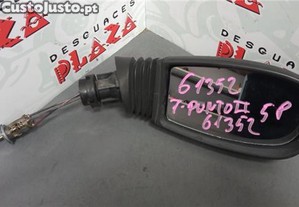 CustoJusto.pt
DESGUACES
PLAZA
DESGUACES
PLAZA
61352
F. PUNTO II 5P
61352